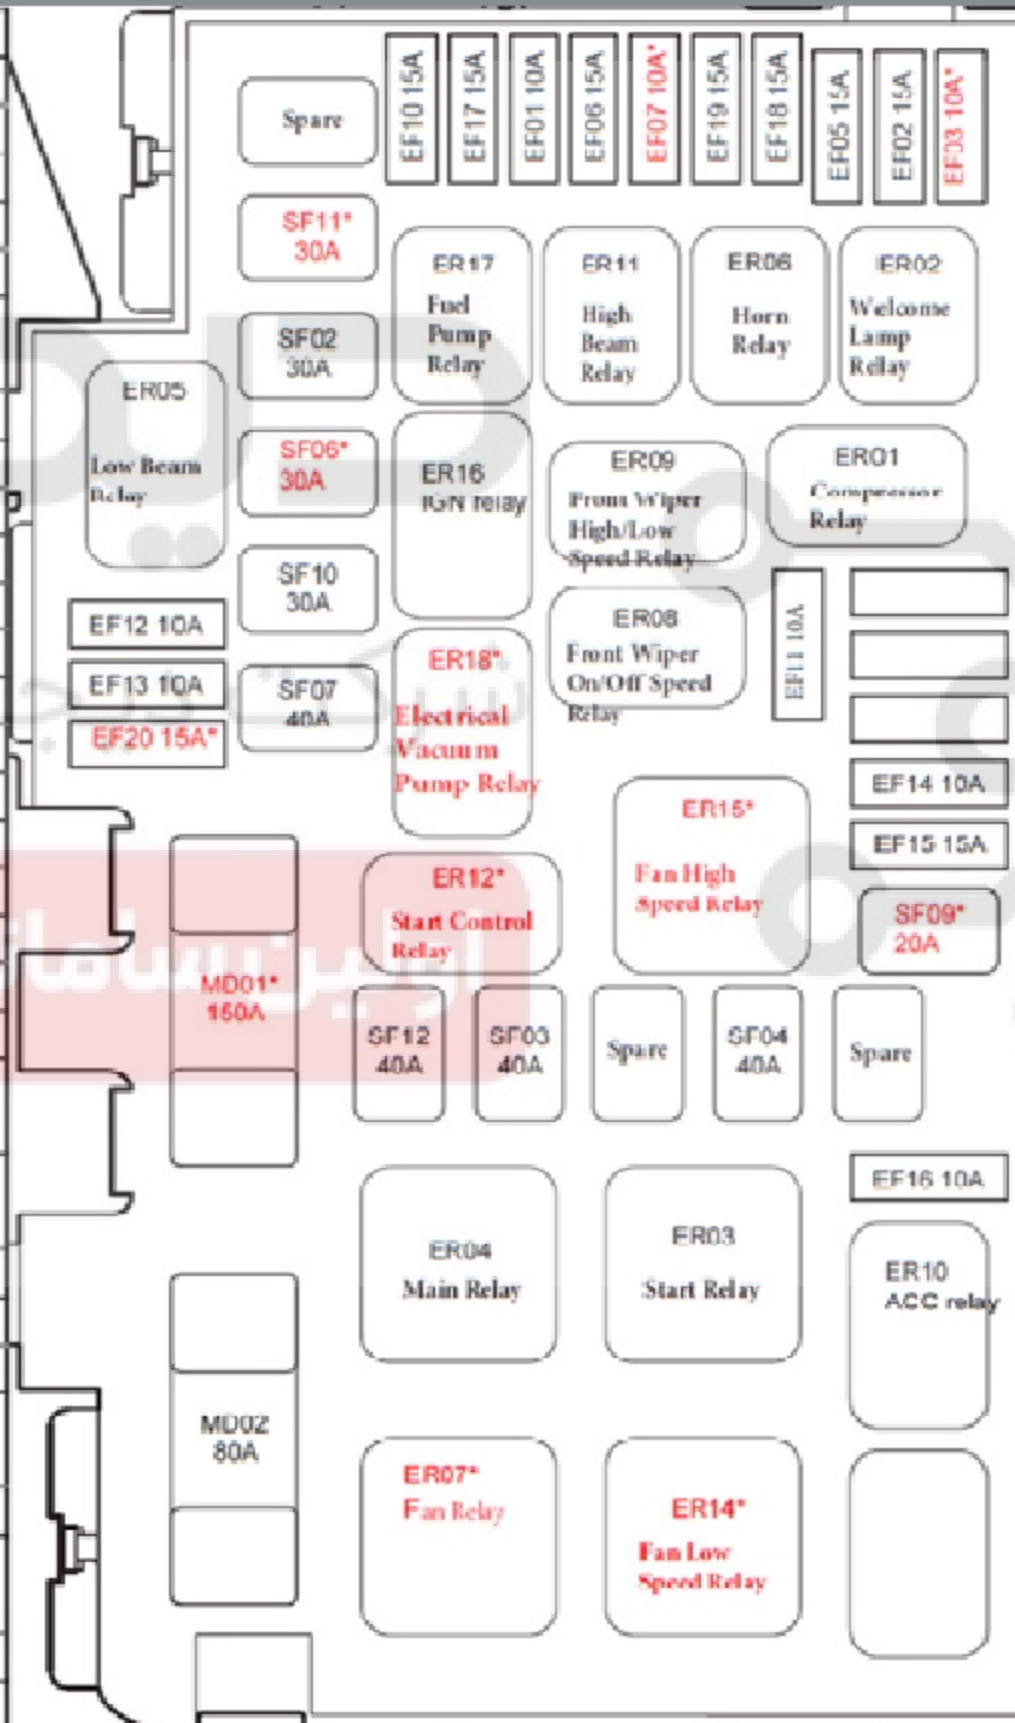 EF10 15A
EF17 15A
EF01 10A
EF06 15A
EF07 10A*
EF19 15A
EF18 15A
EF05 15A
EF02 15A
EF03 10A*
Spare
SF11*
30A
SF02
30A
SF06*
30A
SF10
30A
SF07
40A
ER17
Fuel
Pump
Relay
ER11
High
Beam
Relay
ER06
Horn
Relay
ER02
Welcome
Lamp
Relay
ER05
Low Beam
Relay
ER16
IGN relay
ER09
Front Wiper
High/Low
Speed Relay
ER01
Compressor
Relay
ER08
Front Wiper
On/Off Speed
Relay
EF11 10A
EF12 10A
EF13 10A
EF20 15A*
ER18*
Electrical
Vacuum
Pump Relay
EF14 10A
EF15 15A
ER15*
Fan High
Speed Relay
SF09*
20A
ER12*
Start Control
Relay
MD01*
150A
SF12
40A
SF03
40A
Spare
SF04
40A
Spare
EF16 10A
ER04
Main Relay
ER03
Start Relay
ER10
ACC relay
MD02
80A
ER07*
Fan Relay
ER14*
Fan Low
Speed Relay